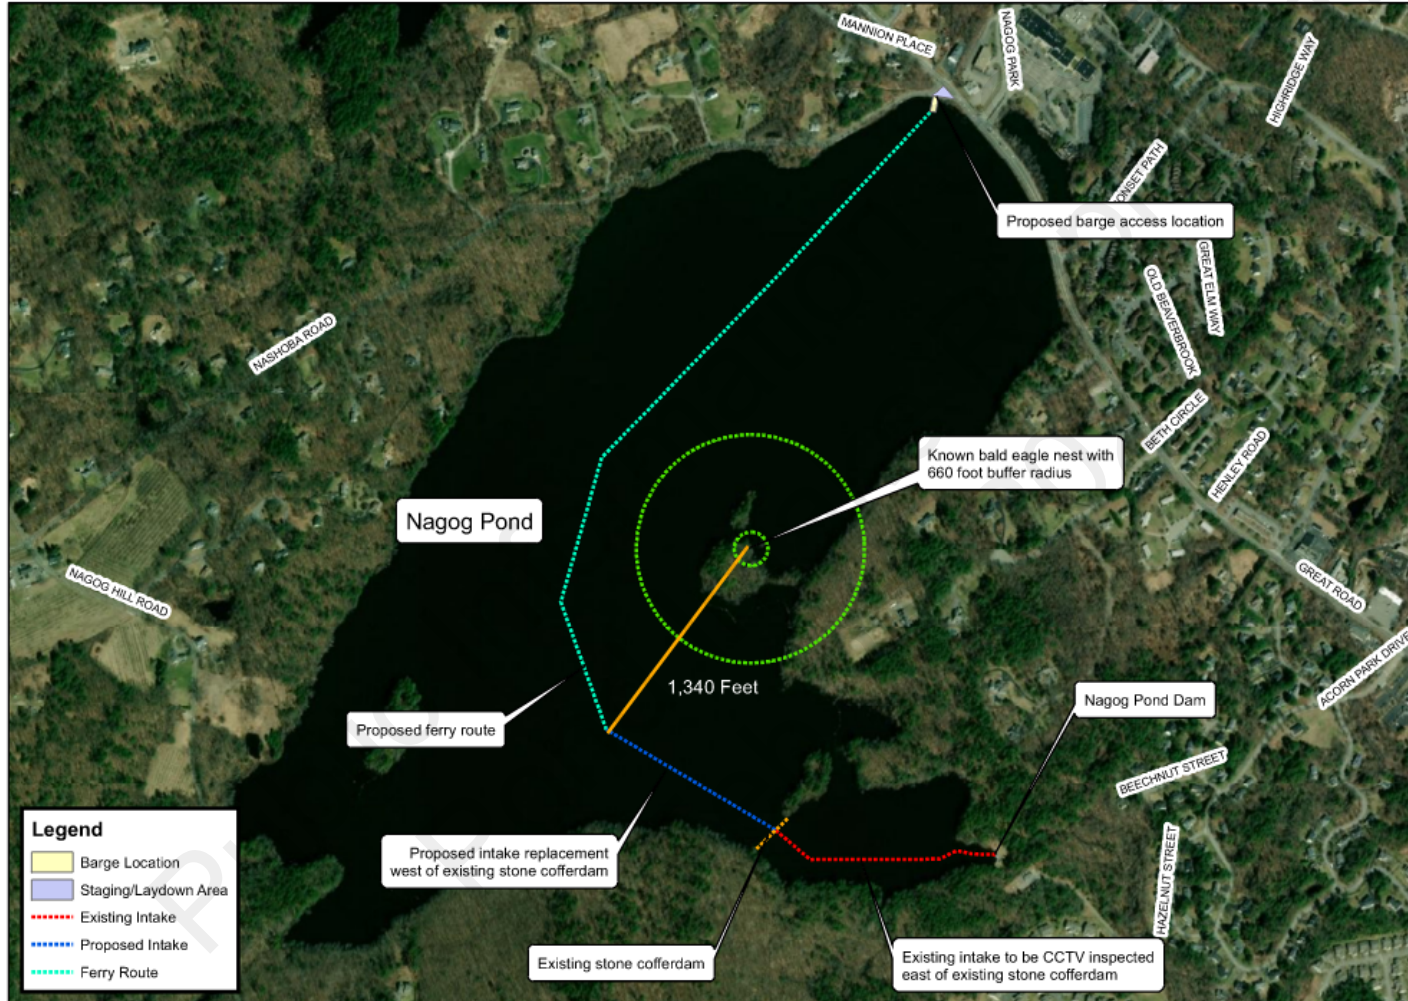 MANNION PLACE
NAGOG PARK
HIGHRIDGE WAY
ONSET PATH
Proposed barge access location
GREAT ELM WAY
OLD BEAVERBROOK
NASHOBA ROAD
BETH CIRCLE
HENLEY ROAD
Known bald eagle nest with
660 foot buffer radius
Nagog Pond
NAGOG HILL ROAD
GREAT ROAD
ACORN PARK DRIVE
1,340 Feet
Nagog Pond Dam
Proposed ferry route
BEECHNUT STREET
HAZELNUT STREET
Proposed intake replacement
west of existing stone cofferdam
Existing stone cofferdam
Existing intake to be CCTV inspected
east of existing stone cofferdam
Legend
Barge Location
Staging/Laydown Area
Existing Intake
Proposed Intake
Ferry Route